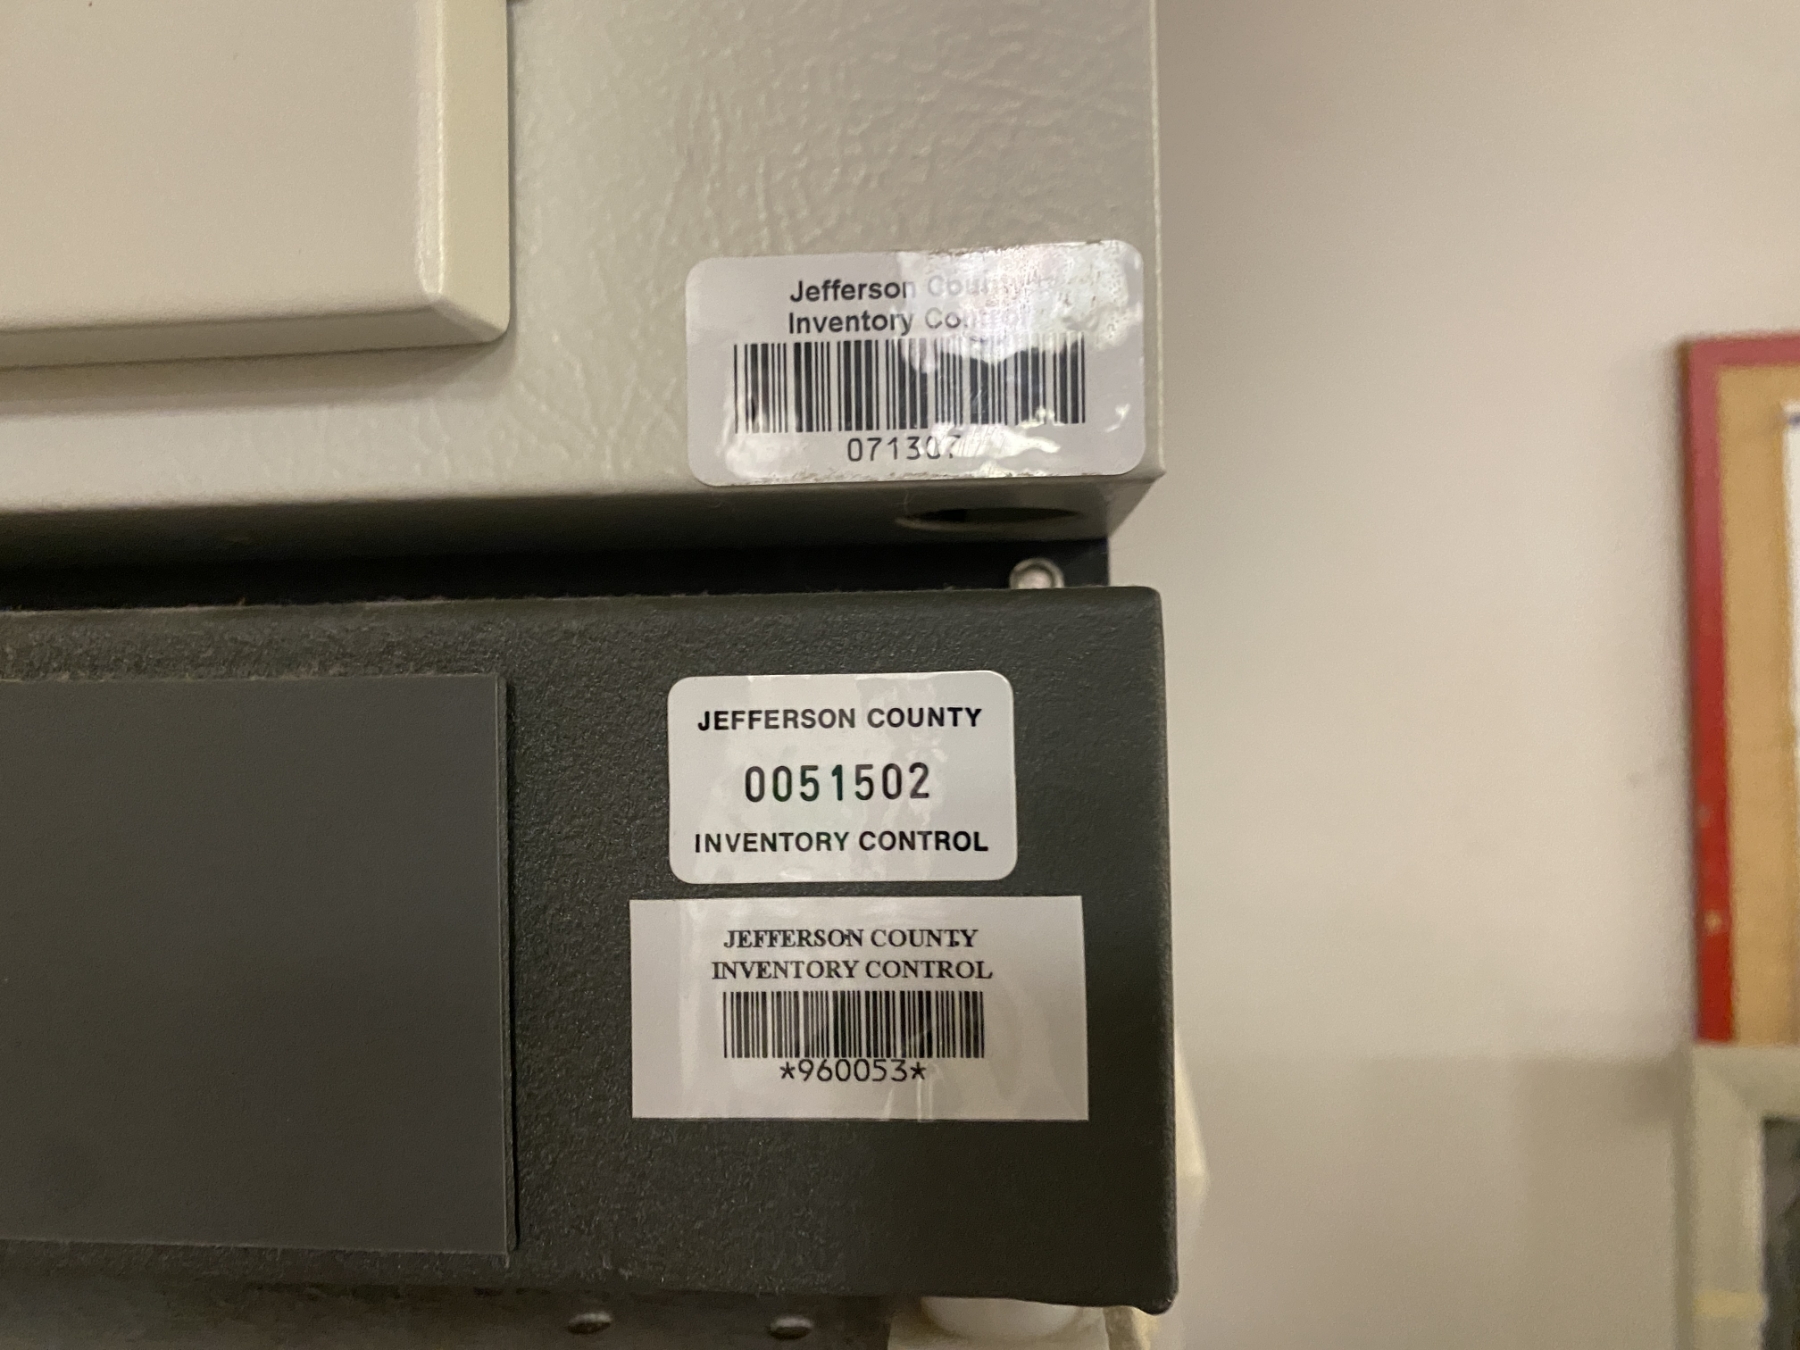 Jefferson County
Inventory Control
071307
JEFFERSON COUNTY
0051502
INVENTORY CONTROL
JEFFERSON COUNTY
INVENTORY CONTROL
*960053*